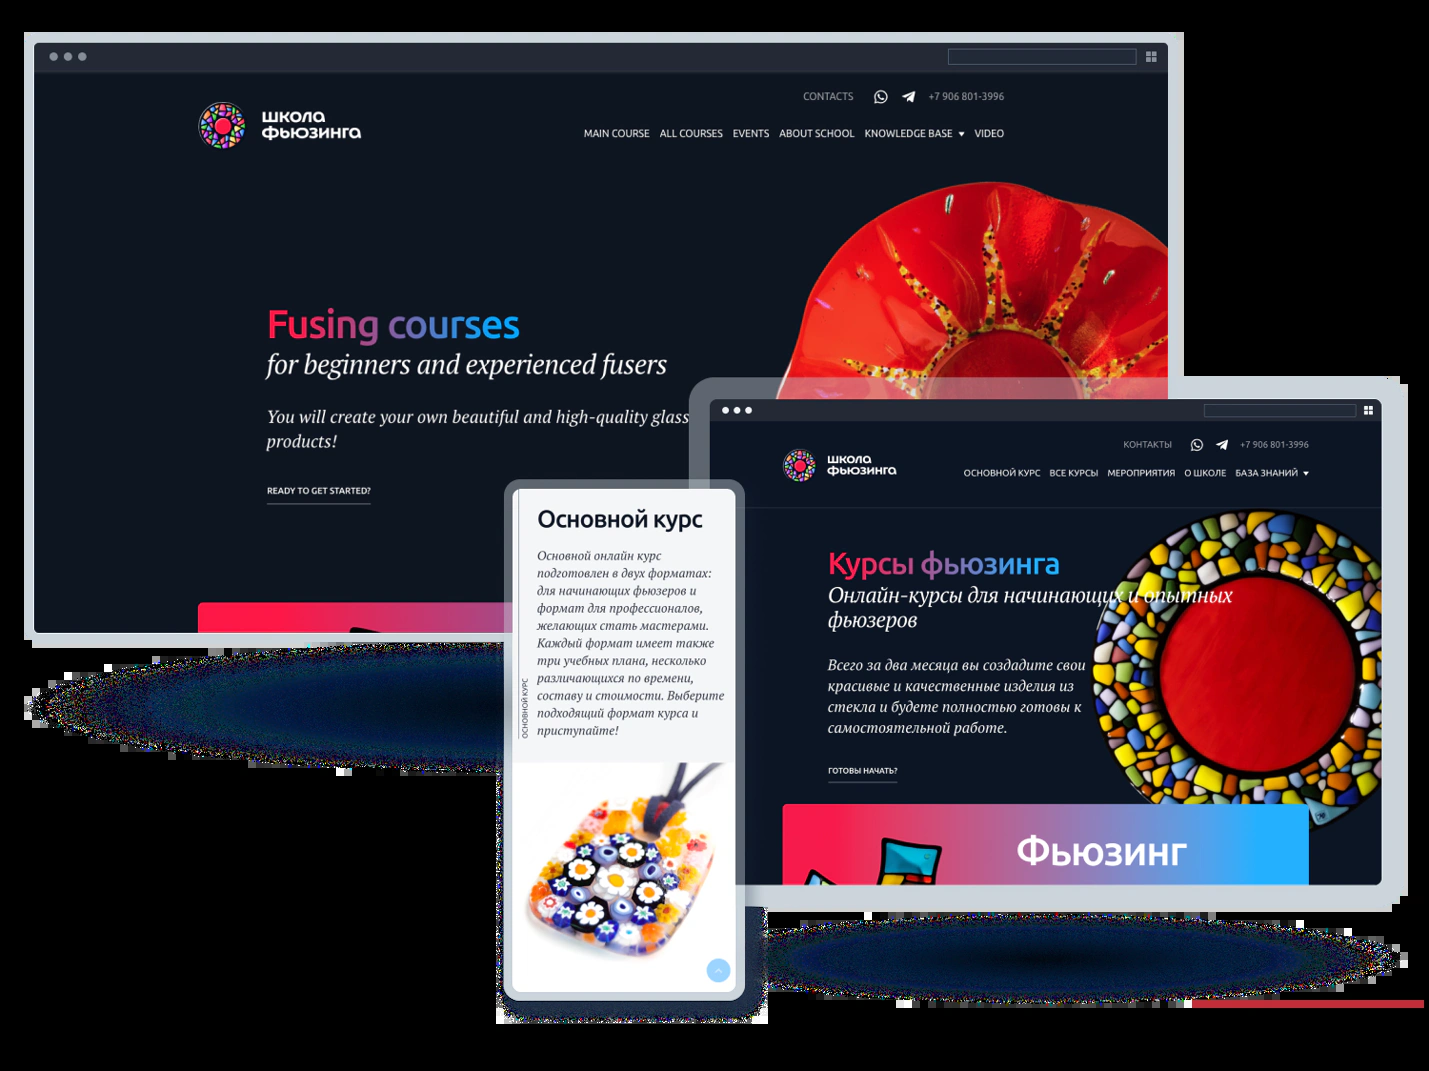 CONTACTS +7 906 801-3996
школа
фьюзинга
MAIN COURSE ALL COURSES EVENTS ABOUT SCHOOL KNOWLEDGE BASE VIDEO
Fusing courses
for beginners and experienced fusers
You will create your own beautiful and high-quality glass
products!
READY TO GET STARTED?
КОНТАКТЫ +7 906 801-3996
школа
фьюзинга
ОСНОВНОЙ КУРС ВСЕ КУРСЫ МЕРОПРИЯТИЯ О ШКОЛЕ БАЗА ЗНАНИЙ
Курсы фьюзинга
Онлайн-курсы для начинающих и опытных
фьюзеров
Всего за два месяца вы создадите свои
красивые и качественные изделия из
стекла и будете полностью готовы к
самостоятельной работе.
ГОТОВЫ НАЧАТЬ?
Фьюзинг
Основной курс
Основной онлайн курс
подготовлен в двух форматах:
для начинающих фьюзеров и
формат для профессионалов,
желающих стать мастерами.
Каждый формат имеет также
три учебных плана, несколько
различающихся по времени,
составу и стоимости. Выберите
подходящий формат курса и
приступайте!
ОСНОВНОЙ КУРС